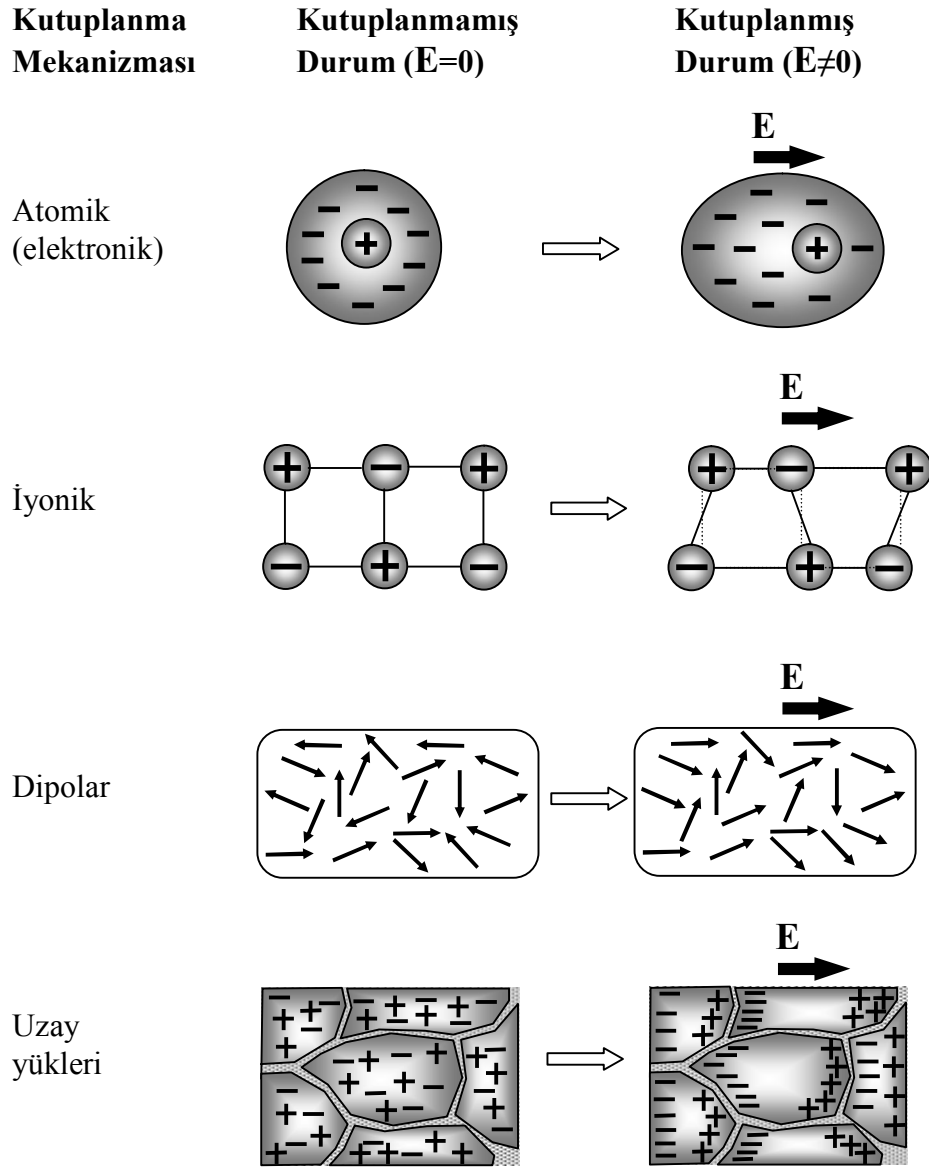 Kutuplanma Mekanizması
Kutuplanmamış Durum (E=0)
Kutuplanmış Durum (E≠0)
E
Atomik
(elektronik)
E
İyonik
E
Dipolar
E
Uzay
yükleri